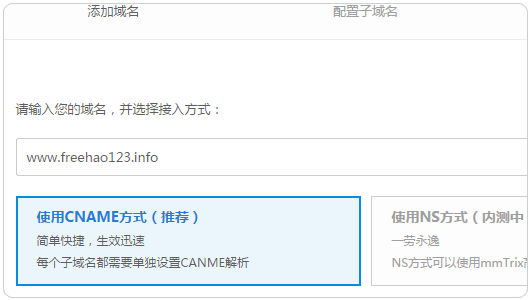 添加域名
配置子域名
请输入您的域名，并选择接入方式：
www.freehao123.info
使用CNAME方式（推荐）
简单快捷，生效迅速
每个子域名都需要单独设置CANME解析
使用NS方式（内测中
一劳永逸
NS方式可以使用mmTrix